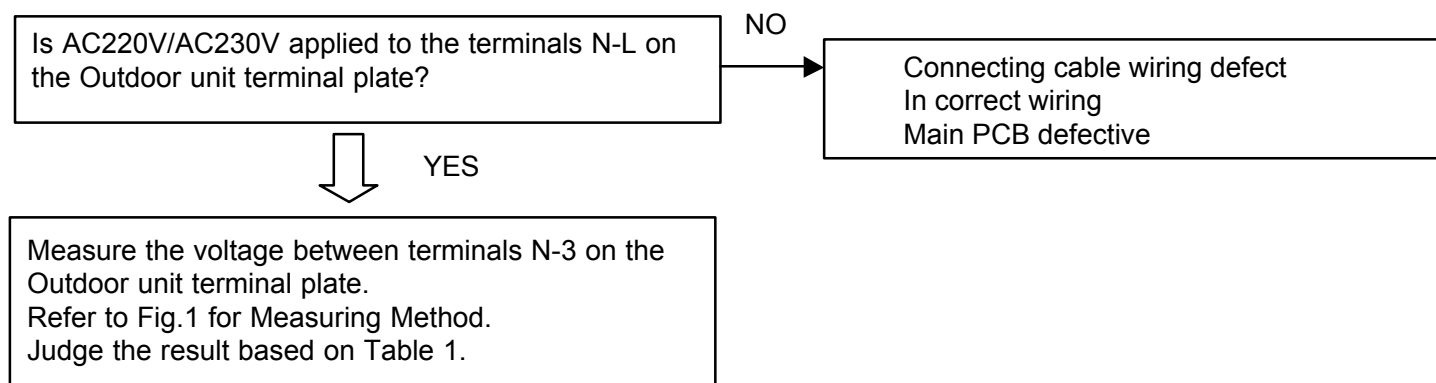 Is AC220V/AC230V applied to the terminals N-L on
the Outdoor unit terminal plate?
NO
Connecting cable wiring defect
In correct wiring
Main PCB defective
YES
Measure the voltage between terminals N-3 on the
Outdoor unit terminal plate.
Refer to Fig.1 for Measuring Method.
Judge the result based on Table 1.